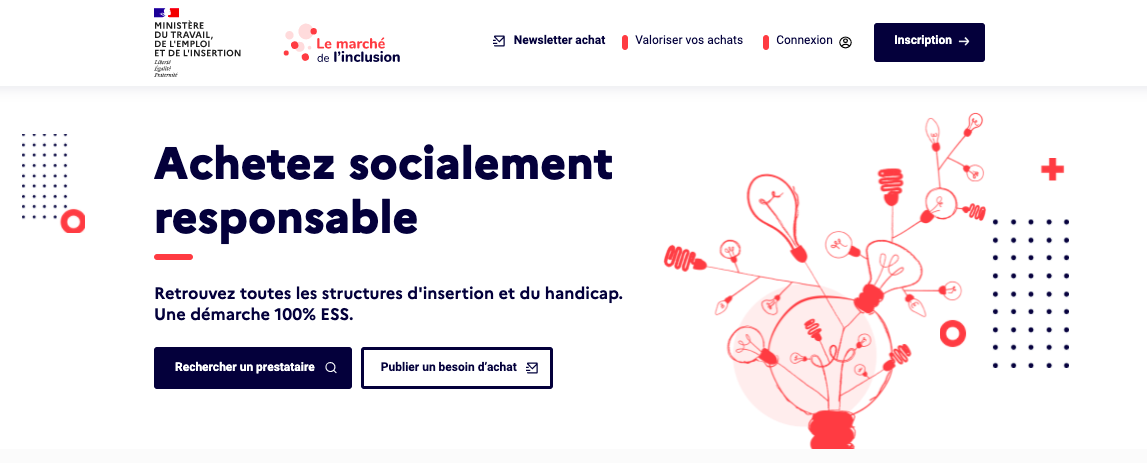 MINISTÈRE
DU TRAVAIL,
DE L'EMPLOI
ET DE L'INSERTION
Liberté
Égalité
Fraternité
Le marché
de l'inclusion
Newsletter achat
Valoriser vos achats
Connexion
Inscription
Achetez socialement
responsable
Retrouvez toutes les structures d'insertion et du handicap.
Une démarche 100% ESS.
Rechercher un prestataire
Publier un besoin d'achat